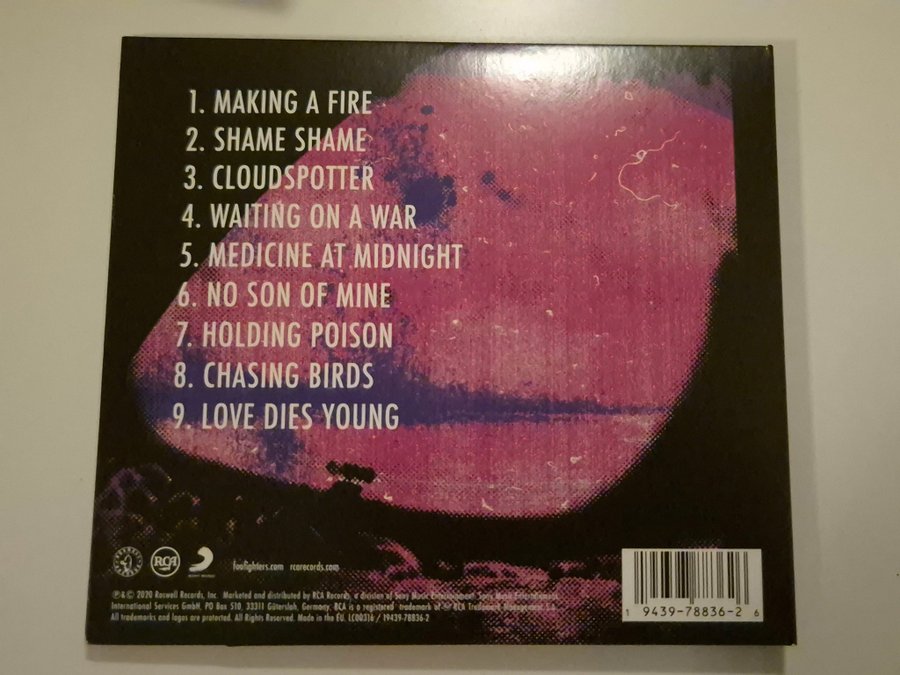 1. MAKING A FIRE
2. SHAME SHAME
3. CLOUDSPOTTER
4. WAITING ON A WAR
5. MEDICINE AT MIDNIGHT
6. NO SON OF MINE
7. HOLDING POISON
8. CHASING BIRDS
9. LOVE DIES YOUNG
RCA
foofighters.com rcarecords.com
℗&© 2020 Roswell Records, Inc. Marketed and distributed by RCA Records, a division of Sony Music Entertainment. Sony Music Entertainment
International Services GmbH, PO Box 510, 33311 Gütersloh, Germany. RCA is a registered trademark of RCA Trademark Management, S.A.
All trademarks and logos are protected. All Rights Reserved. Made in the EU. LC00316 / 19439-78836-2
1 9439-78836-2 6